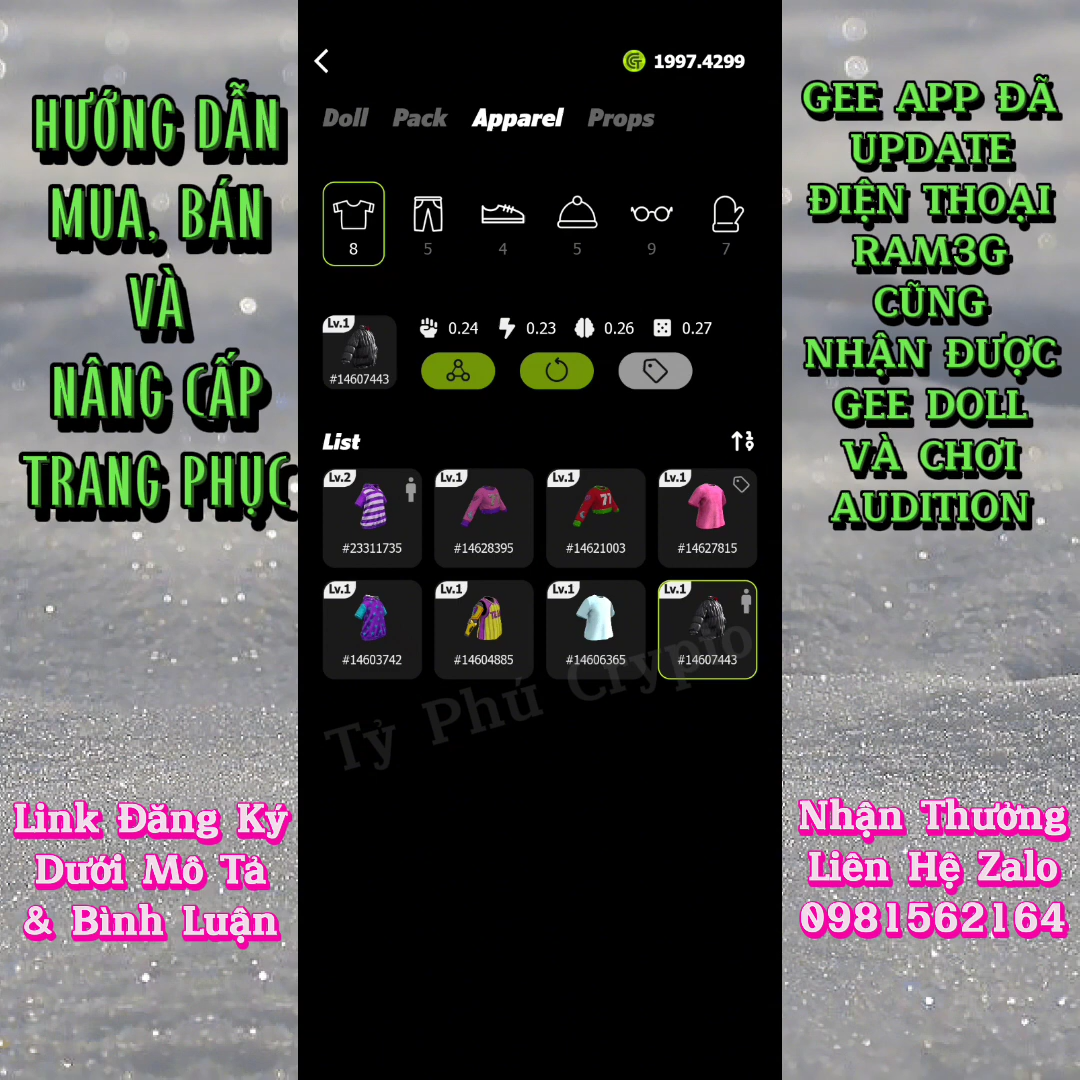 HƯỚNG DẪN
MUA, BÁN
VÀ
NÂNG CẤP
TRANG PHỤC
1997.4299
Doll Pack Apparel Props
8 5 4 5 9 7
Lv.1 0.24 0.23 0.26 0.27
#14607443
List
Lv.2 Lv.1 Lv.1 Lv.1
77
#23311735 #14628395 #14621003 #14627815
Lv.1 Lv.1 Lv.1 Lv.1
#14603742 #14604885 #14606365 #14607443
Tỷ Phú Crypto
GEE APP ĐÃ
UPDATE
ĐIỆN THOẠI
RAM3G
CŨNG
NHẬN ĐƯỢC
GEE DOLL
VÀ CHƠI
AUDITION
Link Đăng Ký
Dưới Mô Tả
& Bình Luận
Nhận Thưởng
Liên Hệ Zalo
0981562164